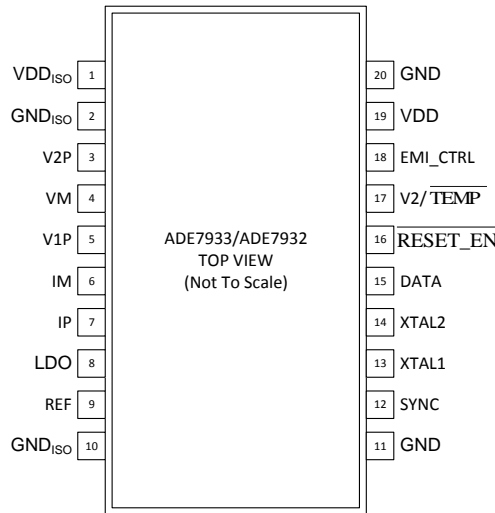 VDDISO 1
GNDISO 2
V2P 3
VM 4
V1P 5
IM 6
IP 7
LDO 8
REF 9
GNDISO 10
ADE7933/ADE7932
TOP VIEW
(Not To Scale)
20 GND
19 VDD
18 EMI_CTRL
17 V2/TEMP
16 RESET_EN
15 DATA
14 XTAL2
13 XTAL1
12 SYNC
11 GND